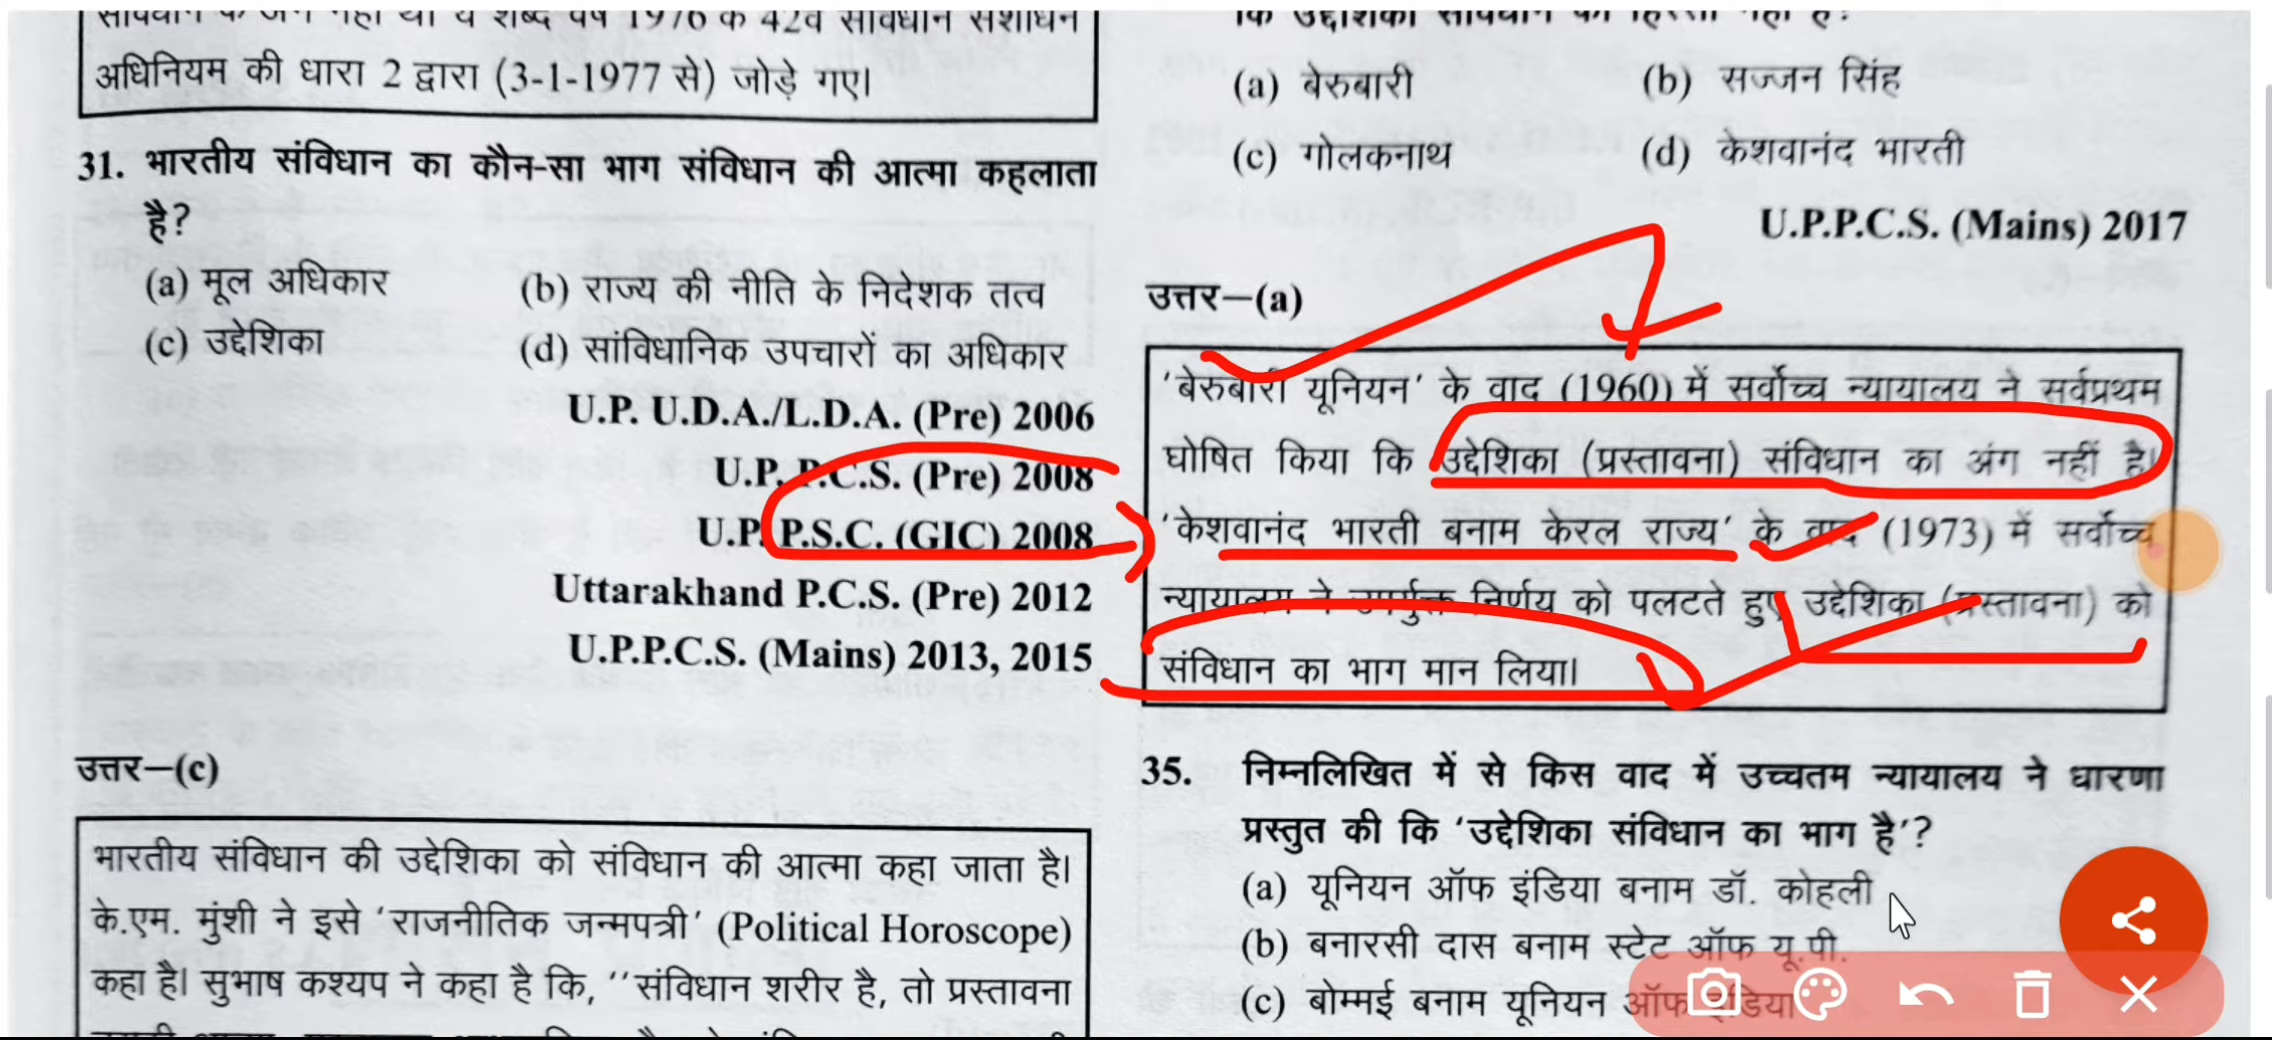 अधिनियम की धारा 2 द्वारा (3-1-1977 से) जोड़े गए।
31. भारतीय संविधान का कौन-सा भाग संविधान की आत्मा कहलाता
है?
(a) मूल अधिकार (b) राज्य की नीति के निदेशक तत्व
(c) उद्देशिका (d) सांविधानिक उपचारों का अधिकार
U.P. U.D.A./L.D.A. (Pre) 2006
U.P. P.C.S. (Pre) 2008
U.P. P.S.C. (GIC) 2008
Uttarakhand P.C.S. (Pre) 2012
U.P.P.C.S. (Mains) 2013, 2015
उत्तर—(c)
भारतीय संविधान की उद्देशिका को संविधान की आत्मा कहा जाता है।
के.एम. मुंशी ने इसे ‘राजनीतिक जन्मपत्री’ (Political Horoscope)
कहा है। सुभाष कश्यप ने कहा है कि, ‘‘संविधान शरीर है, तो प्रस्तावना
(a) बेरुबारी (b) सज्जन सिंह
(c) गोलकनाथ (d) केशवानंद भारती
U.P.P.C.S. (Mains) 2017
उत्तर—(a)
‘बेरुबारी यूनियन’ के वाद (1960) में सर्वोच्च न्यायालय ने सर्वप्रथम
घोषित किया कि उद्देशिका (प्रस्तावना) संविधान का अंग नहीं है।
‘केशवानंद भारती बनाम केरल राज्य’ के वाद (1973) में सर्वोच्च
न्यायालय ने उपर्युक्त निर्णय को पलटते हुए उद्देशिका (प्रस्तावना) को
संविधान का भाग मान लिया।
35. निम्नलिखित में से किस वाद में उच्चतम न्यायालय ने धारणा
प्रस्तुत की कि ‘उद्देशिका संविधान का भाग है’?
(a) यूनियन ऑफ इंडिया बनाम डॉ. कोहली
(b) बनारसी दास बनाम स्टेट ऑफ यू.पी.
(c) बोम्मई बनाम यूनियन ऑफ इंडिया